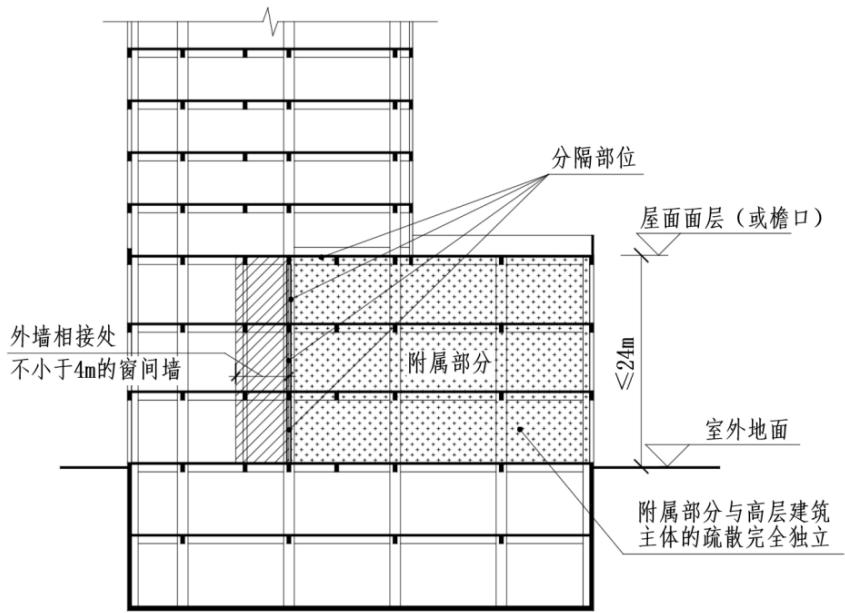 分隔部位
屋面面层（或檐口）
外墙相接处
不小于4m的窗间墙
附属部分
≤24m
室外地面
附属部分与高层建筑
主体的疏散完全独立